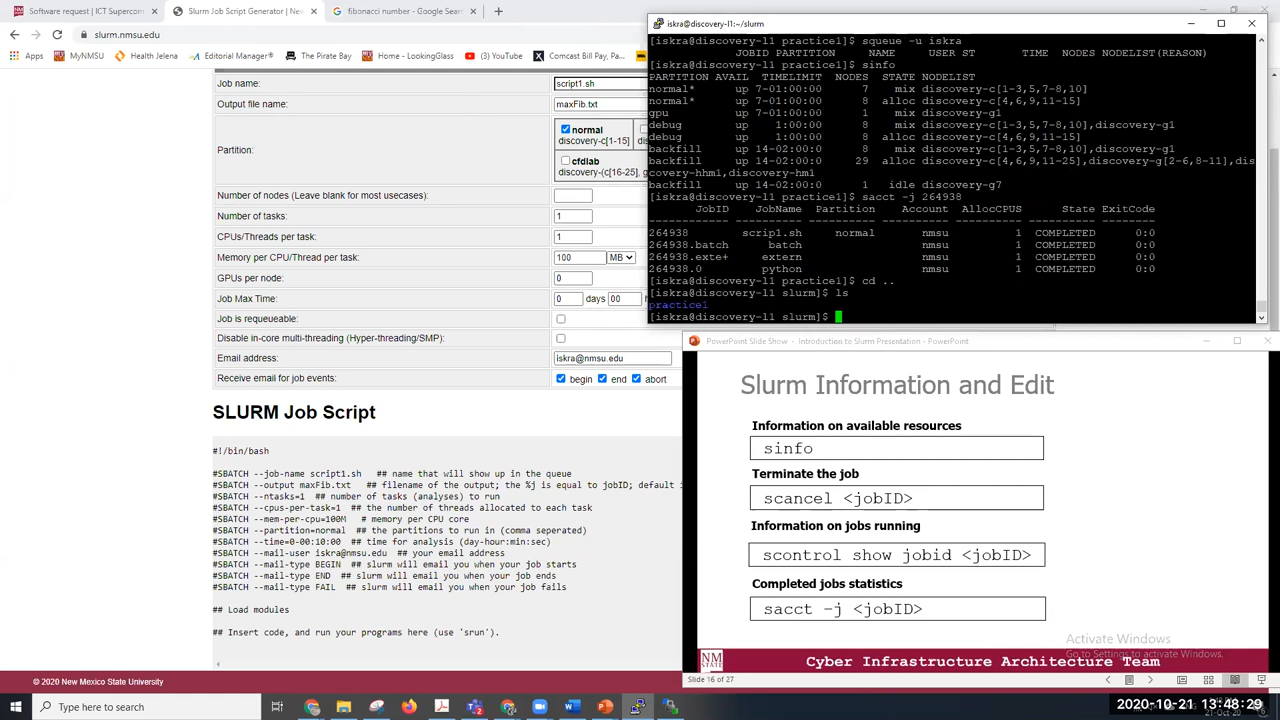 Software request | ICT Supercom
Slurm Job Script Generator | New
fibonacci number - Google Sear
slurm.nmsu.edu
Apps
MyNMSU
The Pirate Bay
Home - LookingGlass
YouTube
Comcast Bill Pay, Pa...
Job name:
script1.sh
Output file name:
maxFib.txt
Partition:
normal
discovery-c[1-15]
cfdlab
discovery-c[16-25],
Number of nodes (Leave blank for most usecases):
Number of tasks:
1
CPUs/Threads per task:
1
Memory per CPU/Thread per task:
100
MB
GPUs per node:
0
Job Max Time:
0 days 00 ho
Job is requeueable:
Disable in-core multi-threading (Hyper-threading/SMP):
Email address:
iskra@nmsu.edu
Receive email for job events:
begin end abort
SLURM Job Script
#!/bin/bash
#SBATCH --job-name script1.sh ## name that will show up in the queue
#SBATCH --output maxFib.txt ## filename of the output; the %j is equal to jobID; default i
#SBATCH --ntasks=1 ## number of tasks (analyses) to run
#SBATCH --cpus-per-task=1 ## the number of threads allocated to each task
#SBATCH --mem-per-cpu=100M # memory per CPU core
#SBATCH --partition=normal ## the partitions to run in (comma seperated)
#SBATCH --time=0-00:10:00 ## time for analysis (day-hour:min:sec)
#SBATCH --mail-user iskra@nmsu.edu ## your email address
#SBATCH --mail-type BEGIN ## slurm will email you when your job starts
#SBATCH --mail-type END ## slurm will email you when your job ends
#SBATCH --mail-type FAIL ## slurm will email you when your job fails
## Load modules
## Insert code, and run your programs here (use 'srun').
© 2020 New Mexico State University
iskra@discovery-l1:~/slurm
[iskra@discovery-l1 practice1]$ squeue -u iskra
JOBID PARTITION NAME USER ST TIME NODES NODELIST(REASON)
[iskra@discovery-l1 practice1]$ sinfo
PARTITION AVAIL TIMELIMIT NODES STATE NODELIST
normal* up 7-01:00:00 7 mix discovery-c[1-3,5,7-8,10]
normal* up 7-01:00:00 8 alloc discovery-c[4,6,9,11-15]
gpu up 7-01:00:00 1 mix discovery-g1
debug up 1:00:00 8 mix discovery-c[1-3,5,7-8,10],discovery-g1
debug up 1:00:00 8 alloc discovery-c[4,6,9,11-15]
backfill up 14-02:00:0 8 mix discovery-c[1-3,5,7-8,10],discovery-g1
backfill up 14-02:00:0 29 alloc discovery-c[4,6,9,11-25],discovery-g[2-6,8-11],dis
covery-hhm1,discovery-hm1
backfill up 14-02:00:0 1 idle discovery-g7
[iskra@discovery-l1 practice1]$ sacct -j 264938
JobID JobName Partition Account AllocCPUS State ExitCode
------------ ---------- ---------- ---------- ---------- ---------- --------
264938 scrip1.sh normal nmsu 1 COMPLETED 0:0
264938.batch batch nmsu 1 COMPLETED 0:0
264938.exte+ extern nmsu 1 COMPLETED 0:0
264938.0 python nmsu 1 COMPLETED 0:0
[iskra@discovery-l1 practice1]$ cd ..
[iskra@discovery-l1 slurm]$ ls
practice1
[iskra@discovery-l1 slurm]$
PowerPoint Slide Show - Introduction to Slurm Presentation - PowerPoint
Slurm Information and Edit
Information on available resources
sinfo
Terminate the job
scancel <jobID>
Information on jobs running
scontrol show jobid <jobID>
Completed jobs statistics
sacct -j <jobID>
Activate Windows
Go to Settings to activate Windows.
NM
STATE
Cyber Infrastructure Architecture Team
Slide 16 of 27
Type here to search
2020-10-21 13:48:29